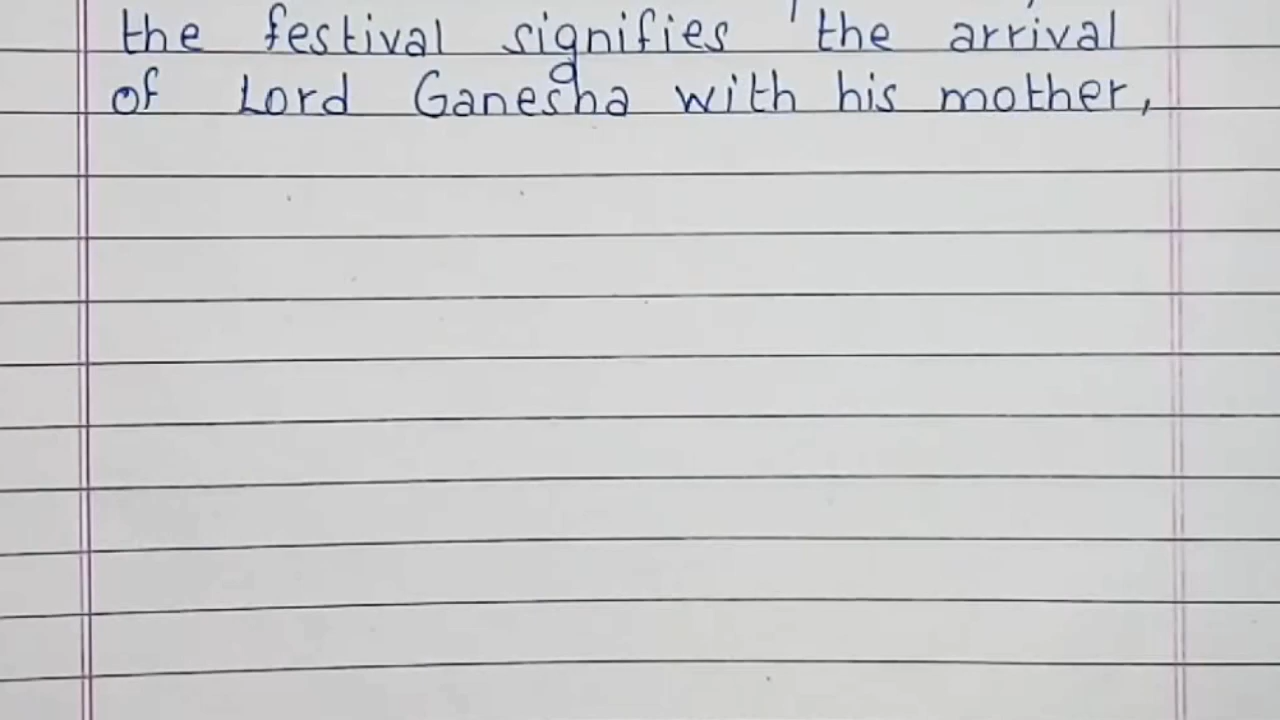 the festival signifies the arrival
of Lord Ganesha with his mother,